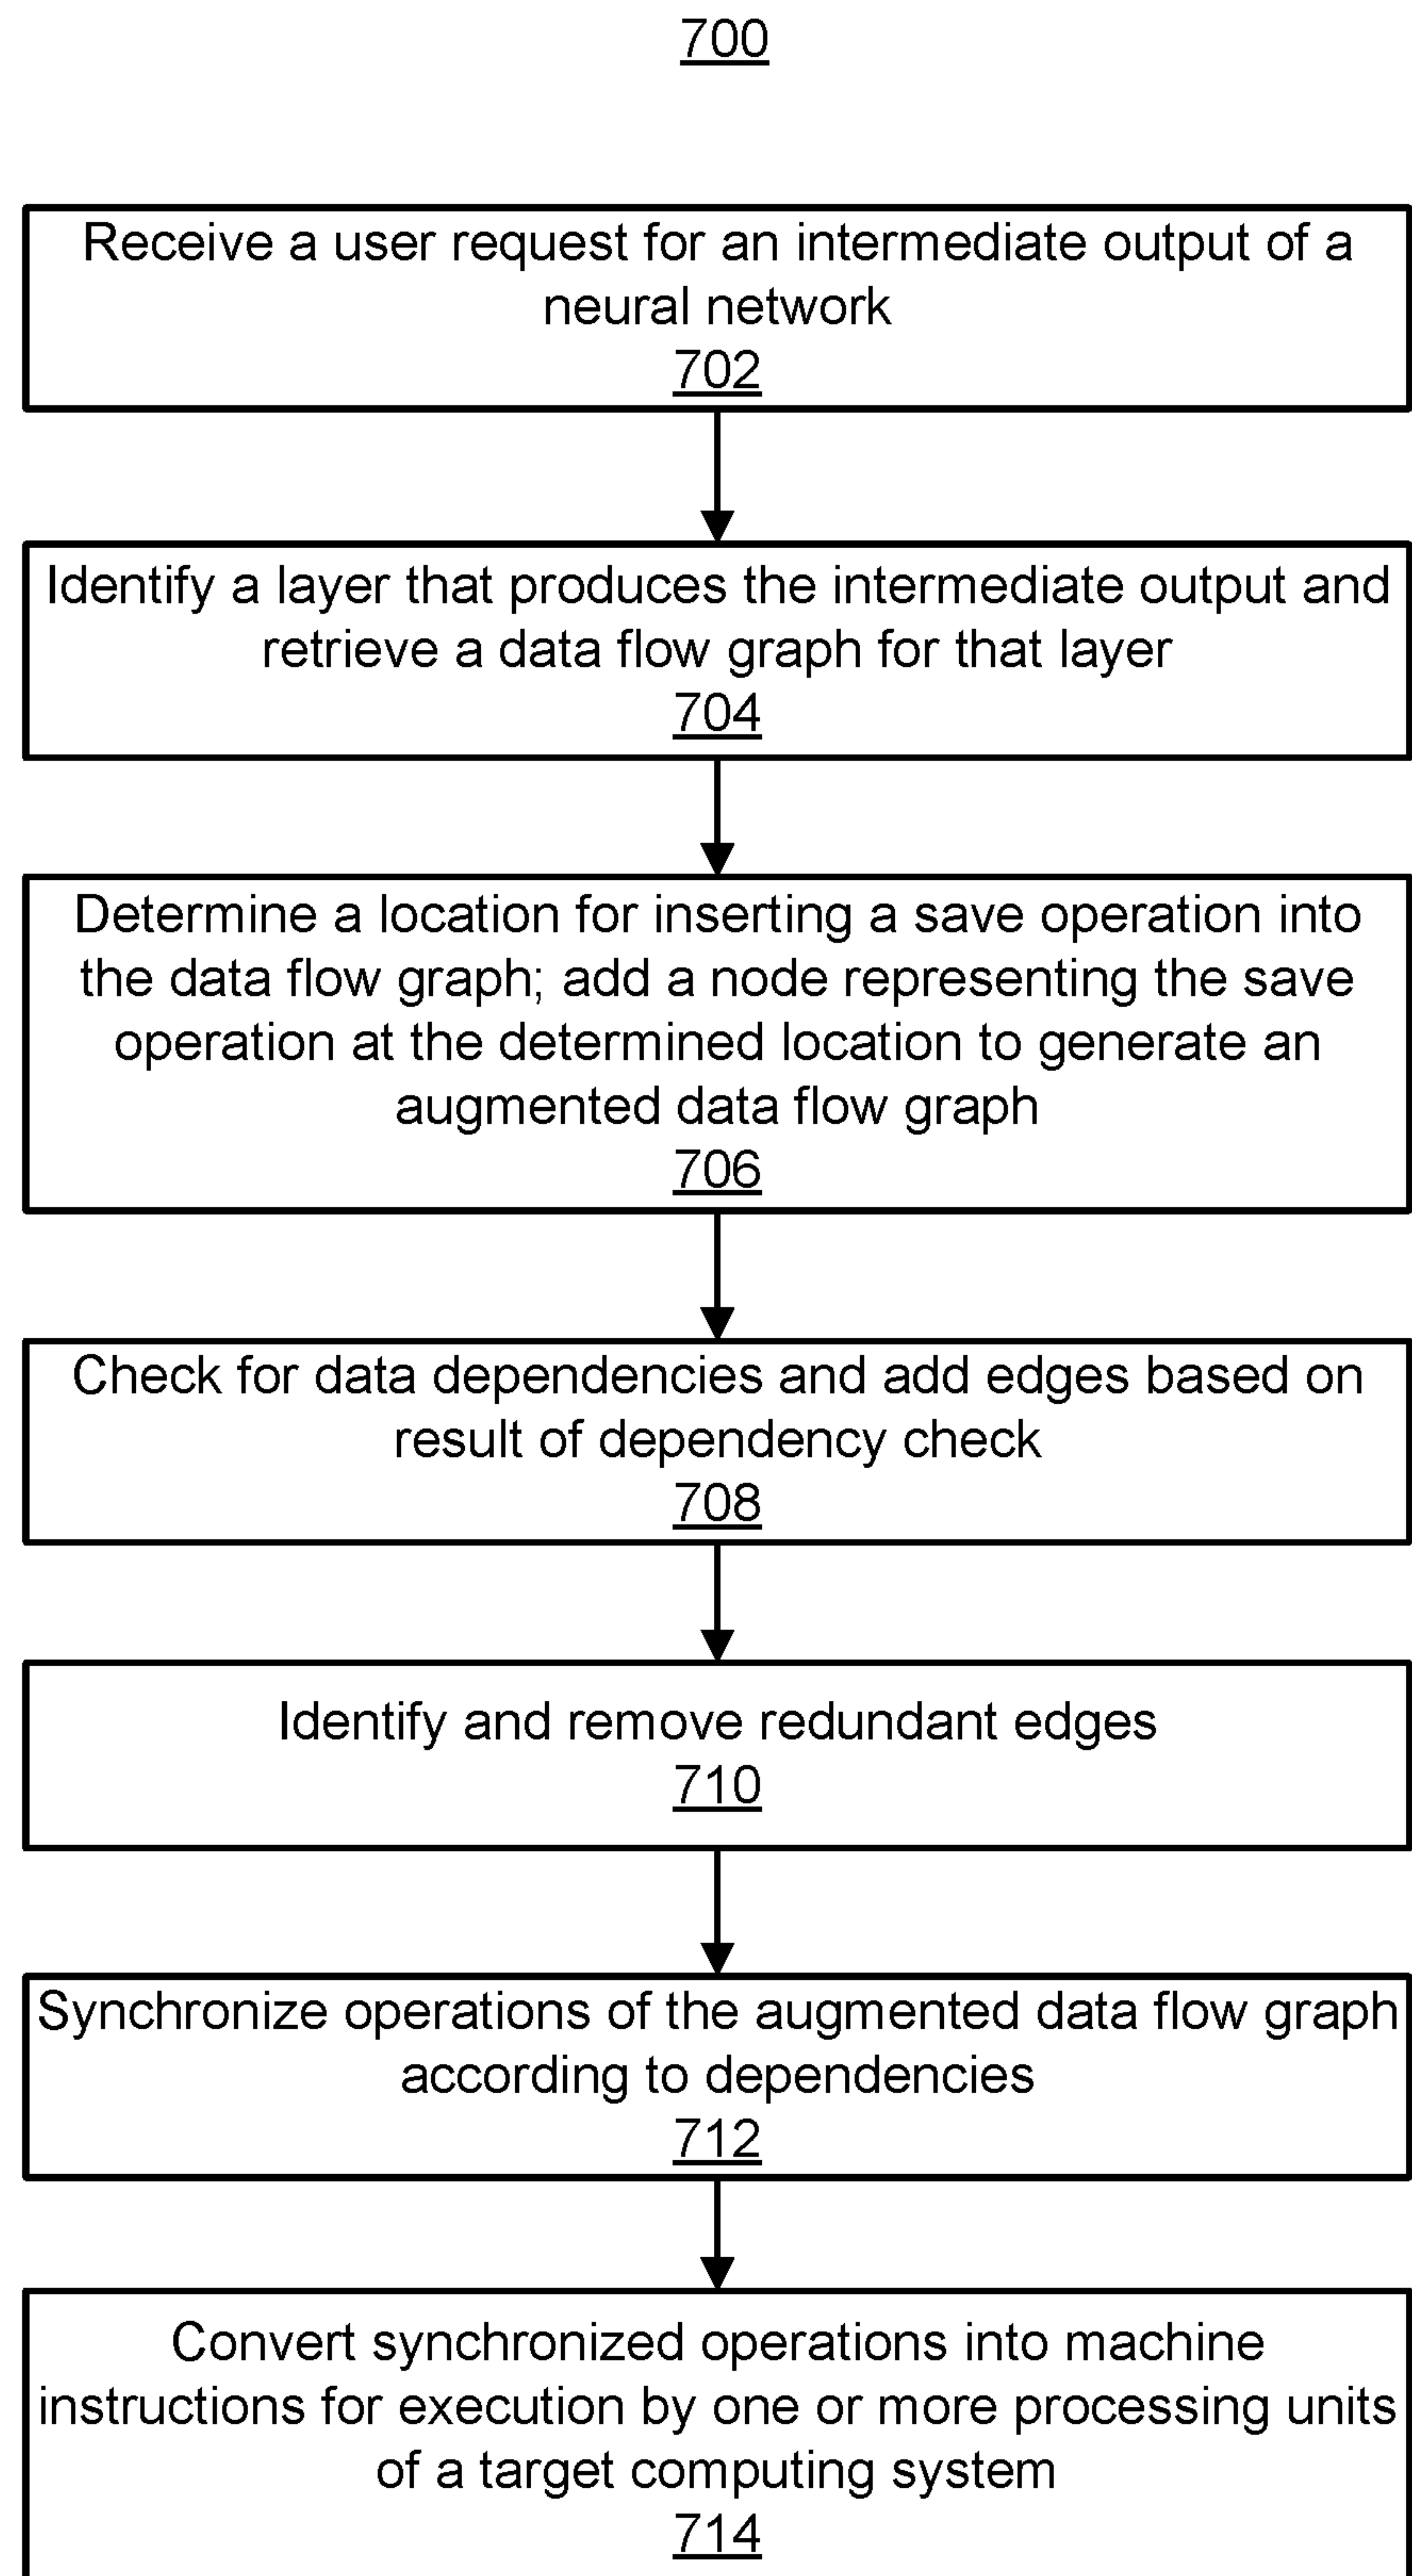 700
Receive a user request for an intermediate output of a
neural network
702
Identify a layer that produces the intermediate output and
retrieve a data flow graph for that layer
704
Determine a location for inserting a save operation into
the data flow graph; add a node representing the save
operation at the determined location to generate an
augmented data flow graph
706
Check for data dependencies and add edges based on
result of dependency check
708
Identify and remove redundant edges
710
Synchronize operations of the augmented data flow graph
according to dependencies
712
Convert synchronized operations into machine
instructions for execution by one or more processing units
of a target computing system
714